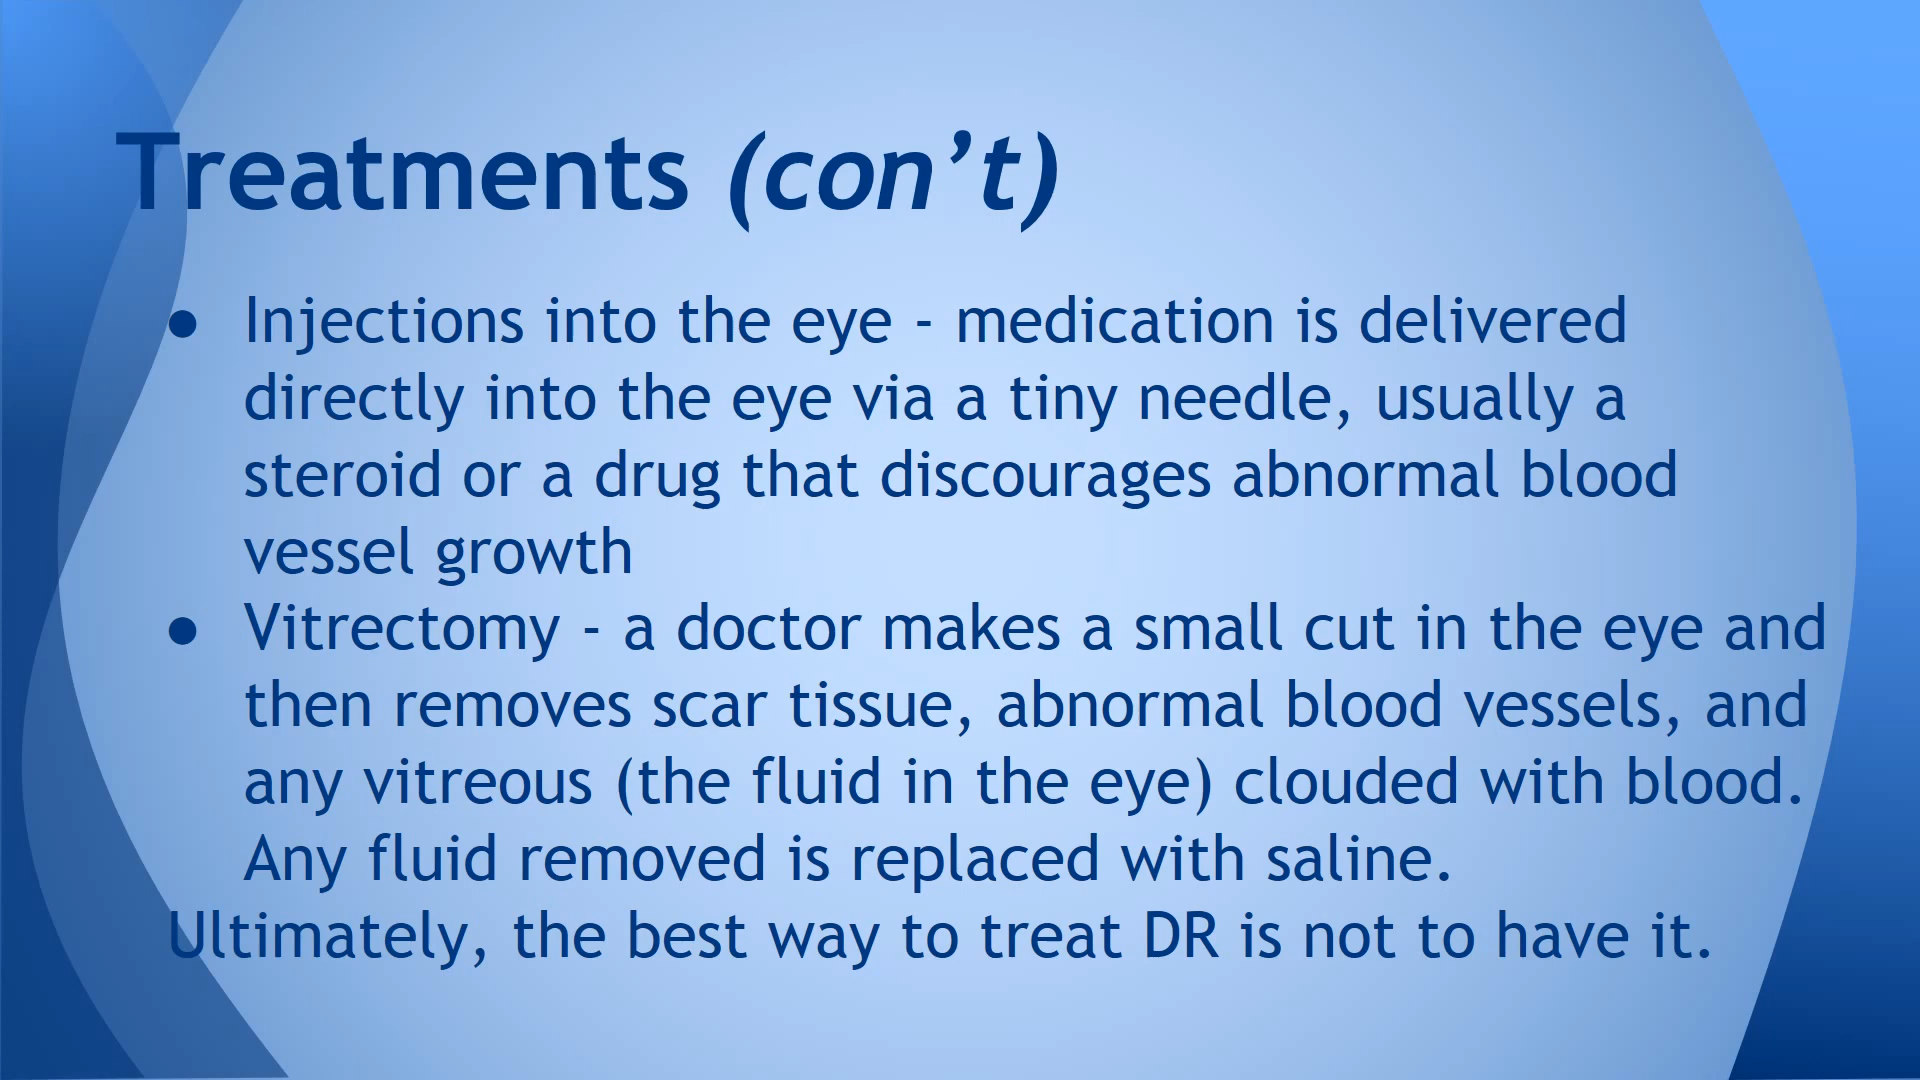 Treatments (con’t)
● Injections into the eye - medication is delivered
directly into the eye via a tiny needle, usually a
steroid or a drug that discourages abnormal blood
vessel growth
● Vitrectomy - a doctor makes a small cut in the eye and
then removes scar tissue, abnormal blood vessels, and
any vitreous (the fluid in the eye) clouded with blood.
Any fluid removed is replaced with saline.
Ultimately, the best way to treat DR is not to have it.